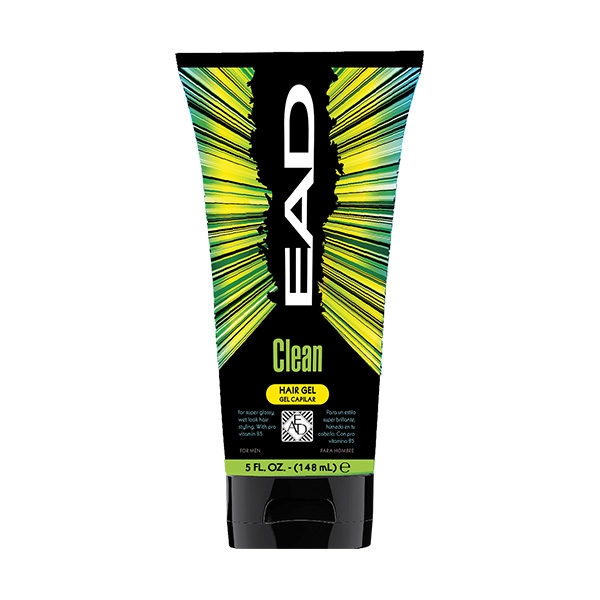 EAD
Clean
HAIR GEL
GEL CAPILAR
for super glossy,
wet look hair
styling. With pro
vitamin B5
FOR MEN
EAD
Para un estilo
super brillante,
húmedo en tu
cabello. Con pro
vitamina B5
PARA HOMBRE
5 FL. OZ. - (148 mL) e